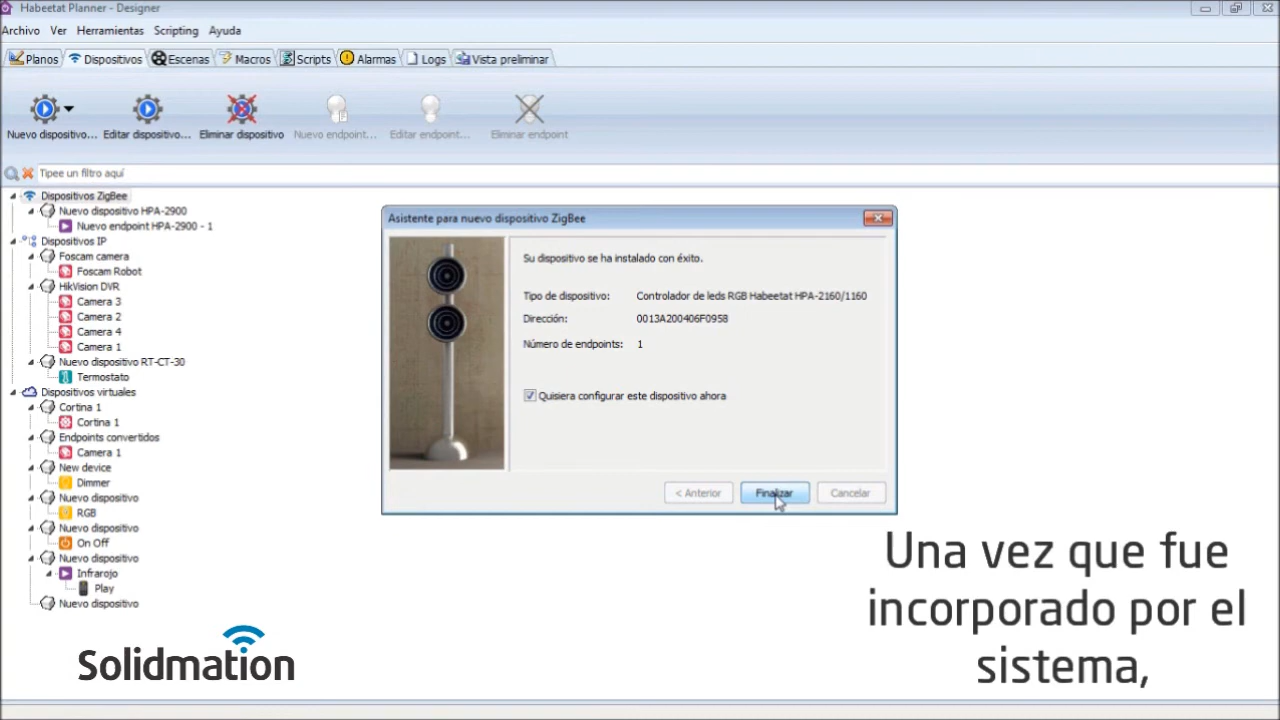 Habeetat Planner - Designer
Archivo Ver Herramientas Scripting Ayuda
Planos Dispositivos Escenas Macros Scripts Alarmas Logs Vista preliminar
Nuevo dispositivo... Editar dispositivo... Eliminar dispositivo Nuevo endpoint... Editar endpoint... Eliminar endpoint
Tipee un filtro aquí
Dispositivos ZigBee
Nuevo dispositivo HPA-2900
Nuevo endpoint HPA-2900 - 1
Dispositivos IP
Foscam camera
Foscam Robot
HikVision DVR
Camera 3
Camera 2
Camera 4
Camera 1
Nuevo dispositivo RT-CT-30
Termostato
Dispositivos virtuales
Cortina 1
Cortina 1
Endpoints convertidos
Camera 1
New device
Dimmer
Nuevo dispositivo
RGB
Nuevo dispositivo
On Off
Nuevo dispositivo
Infrarojo
Play
Nuevo dispositivo
Asistente para nuevo dispositivo ZigBee
Su dispositivo se ha instalado con éxito.
Tipo de dispositivo: Controlador de leds RGB Habeetat HPA-2160/1160
Dirección: 0013A200406F0958
Número de endpoints: 1
Quisiera configurar este dispositivo ahora
< Anterior Finalizar Cancelar
Una vez que fue
incorporado por el
sistema,
Solidmation